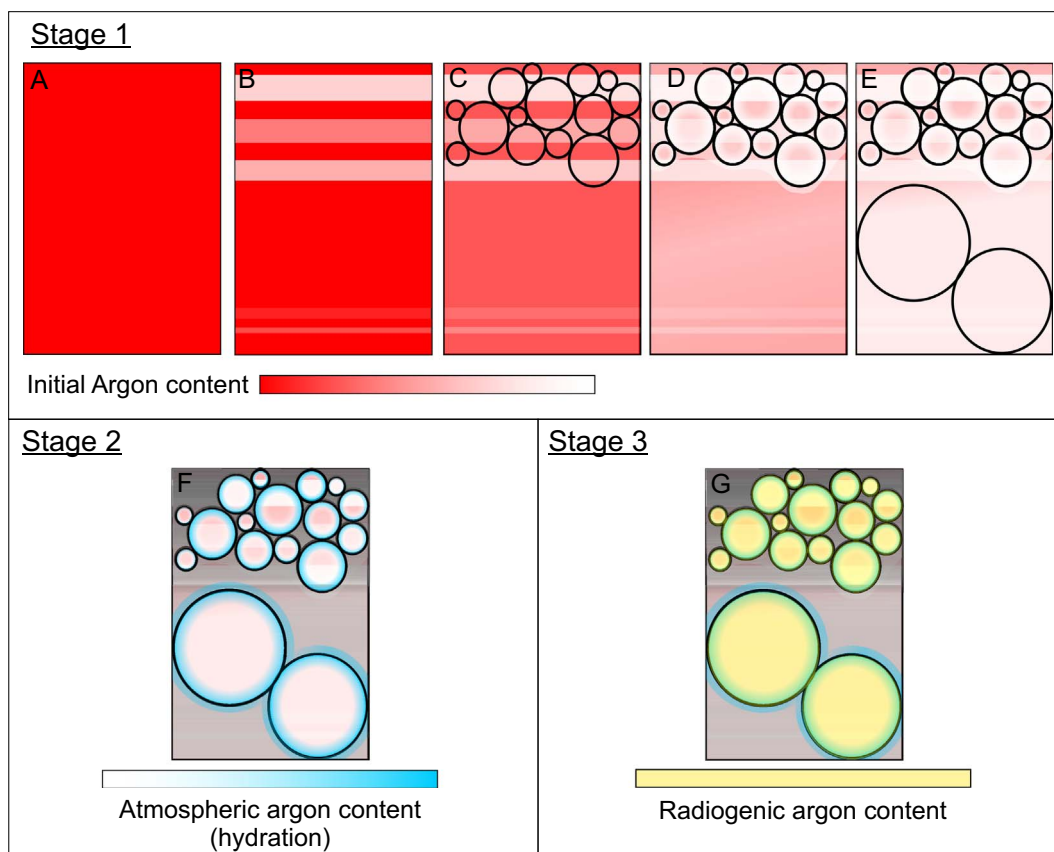 Stage 1
A
B
C
D
E
Initial Argon content
Stage 2
F
Atmospheric argon content
(hydration)
Stage 3
G
Radiogenic argon content